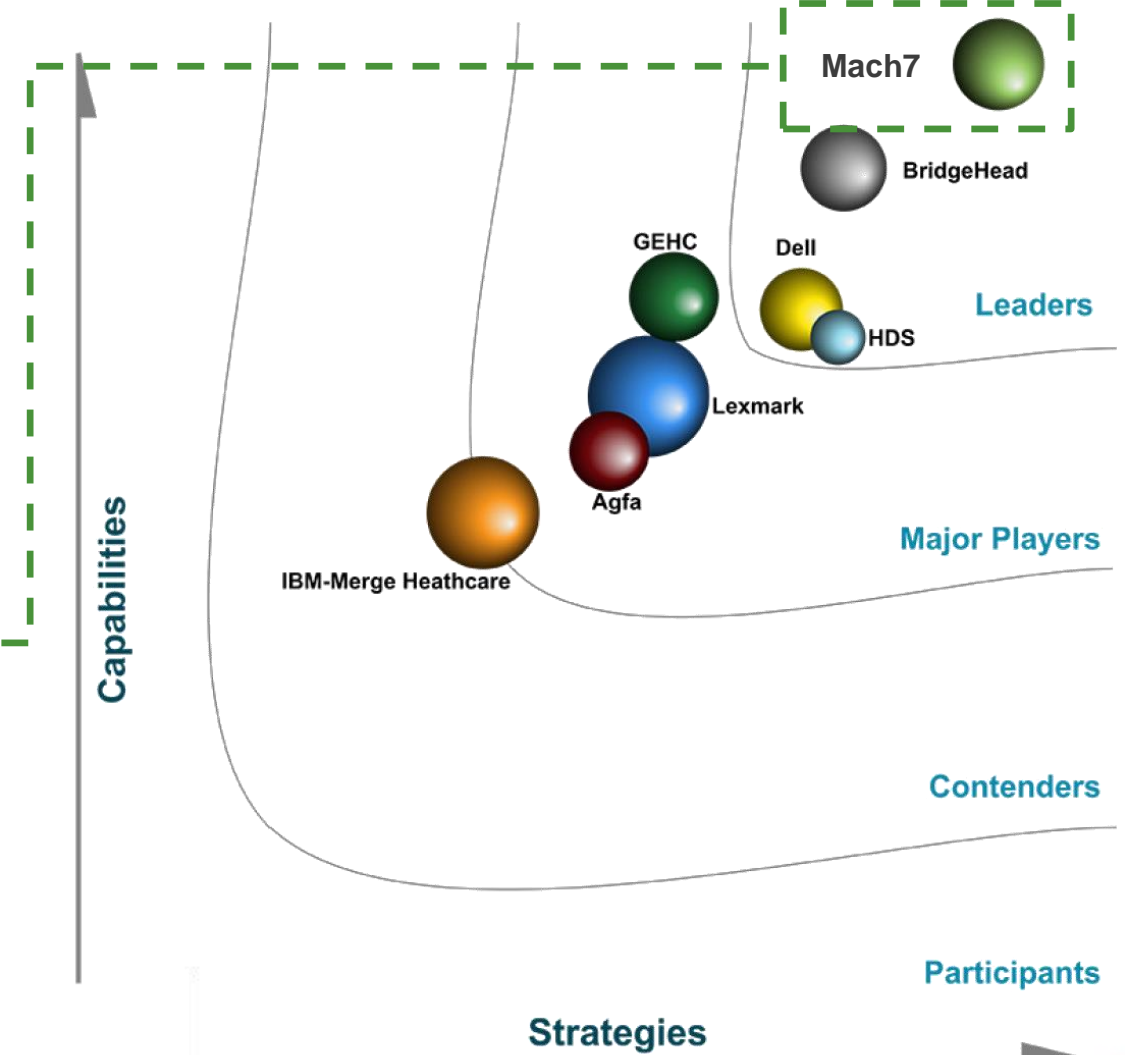 Mach7
BridgeHead
GEHC
Dell
Leaders
HDS
Lexmark
Agfa
Major Players
IBM-Merge Heathcare
Capabilities
Contenders
Participants
Strategies